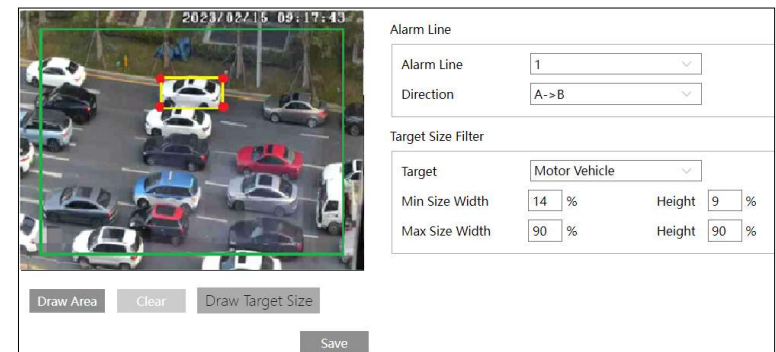 2023/02/15 09:17:43
Alarm Line
Alarm Line 1
Direction A->B
Target Size Filter
Target Motor Vehicle
Min Size Width 14 % Height 9 %
Max Size Width 90 % Height 90 %
Draw Area Clear Draw Target Size
Save